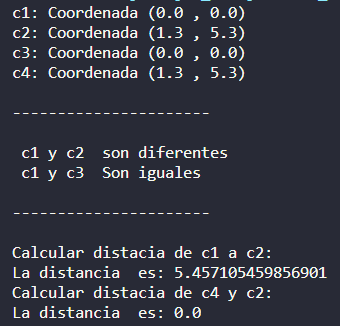 c1: Coordenada (0.0 , 0.0)
c2: Coordenada (1.3 , 5.3)
c3: Coordenada (0.0 , 0.0)
c4: Coordenada (1.3 , 5.3)
----------------------
c1 y c2  son diferentes
c1 y c3  Son iguales
----------------------
Calcular distacia de c1 a c2:
La distancia  es: 5.457105459856901
Calcular distacia de c4 y c2:
La distancia  es: 0.0